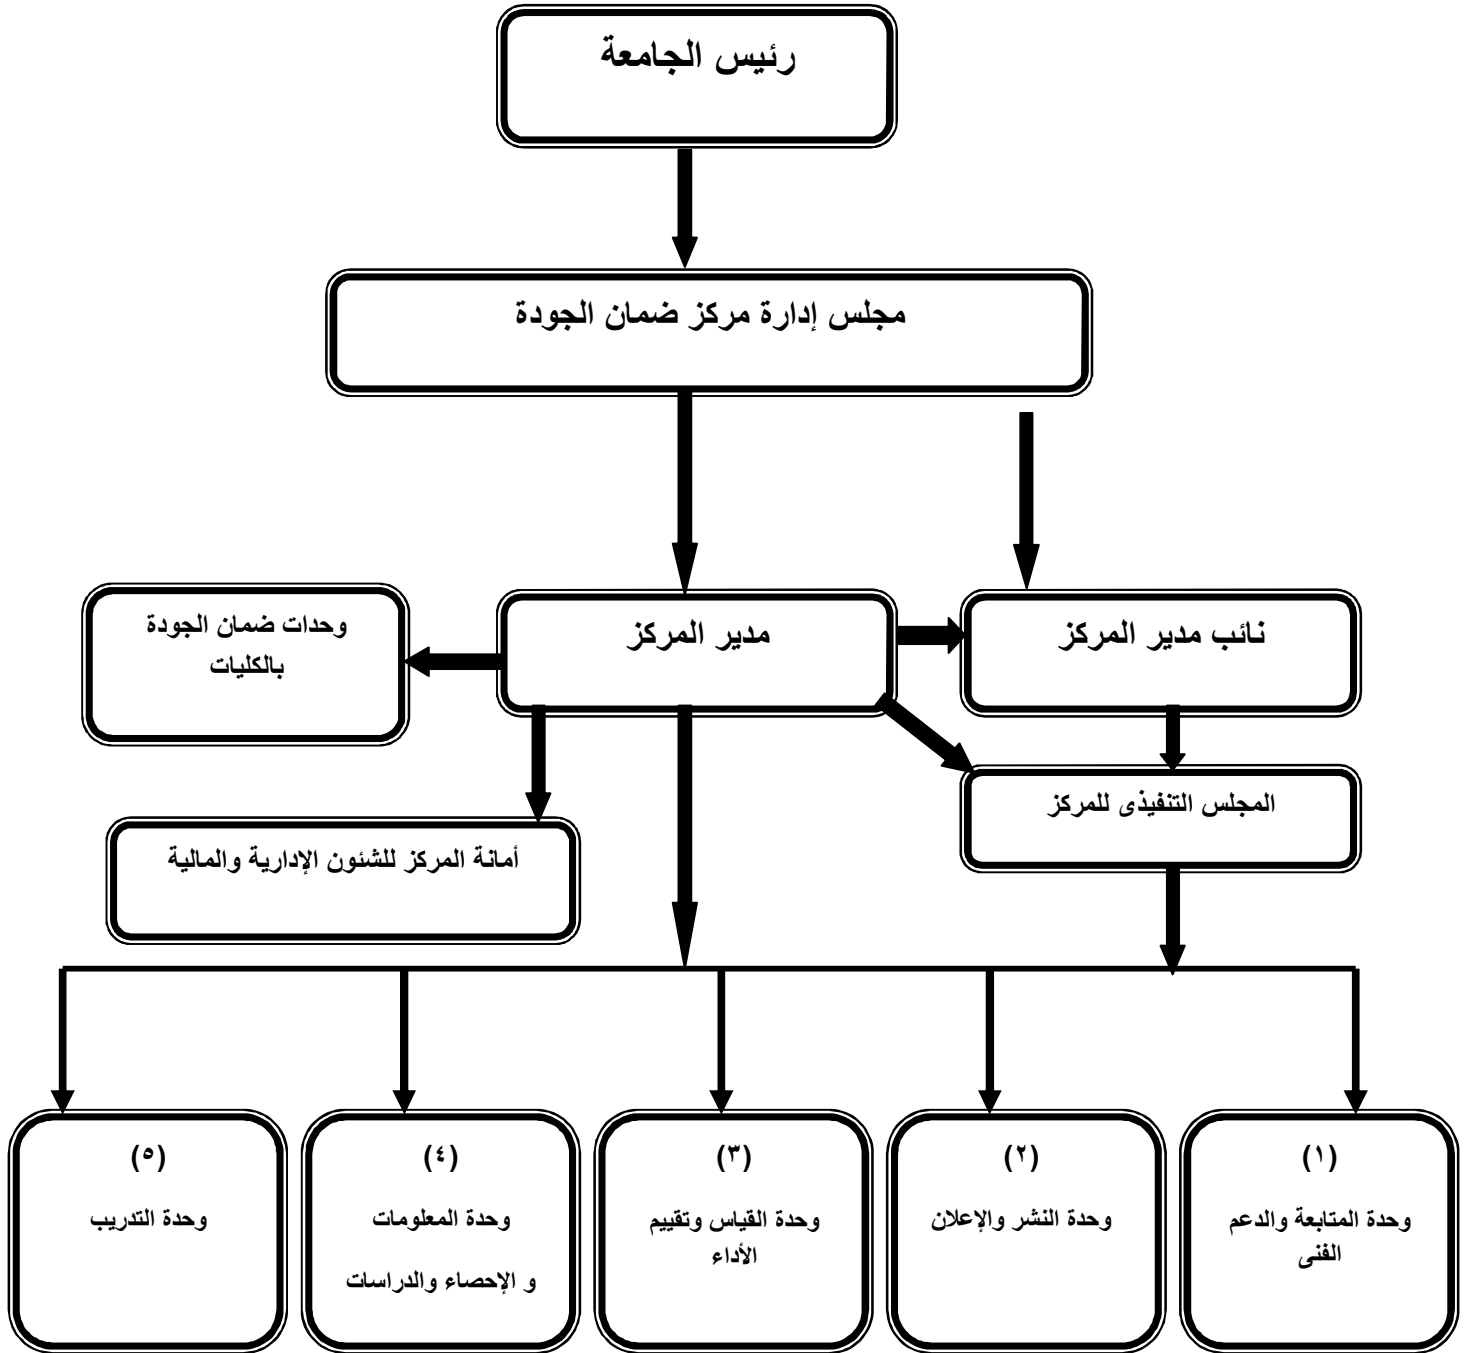 رئيس الجامعة
مجلس إدارة مركز ضمان الجودة
نائب مدير المركز
مدير المركز
وحدات ضمان الجودة
بالكليات
المجلس التنفيذى للمركز
أمانة المركز للشئون الإدارية والمالية
(١)
وحدة المتابعة والدعم
الفنى
(٢)
وحدة النشر والإعلان
(٣)
وحدة القياس وتقييم
الأداء
(٤)
وحدة المعلومات
و الإحصاء والدراسات
(٥)
وحدة التدريب